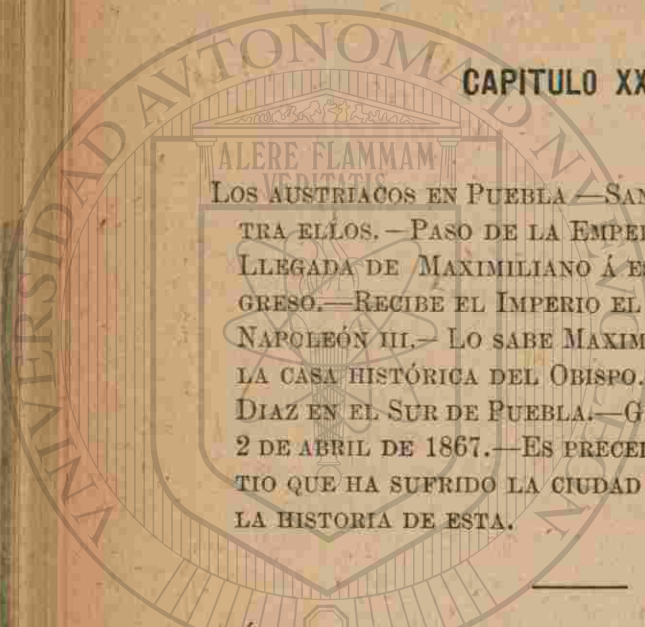 CAPITULO XX
ALERE FLAMMAM
VERITATIS
LOS AUSTRIACOS EN PUEBLA.—SAN
TRA ELLOS.—PASO DE LA EMPE
LLEGADA DE MAXIMILIANO Á ES
GRESO.—RECIBE EL IMPERIO EL
NAPOLEÓN III.—LO SABE MAXIM
LA CASA HISTÓRICA DEL OBISPO.
DIAZ EN EL SUR DE PUEBLA.—G
2 DE ABRIL DE 1867.—ES PRECE
TIO QUE HA SUFRIDO LA CIUDAD
LA HISTORIA DE ESTA.